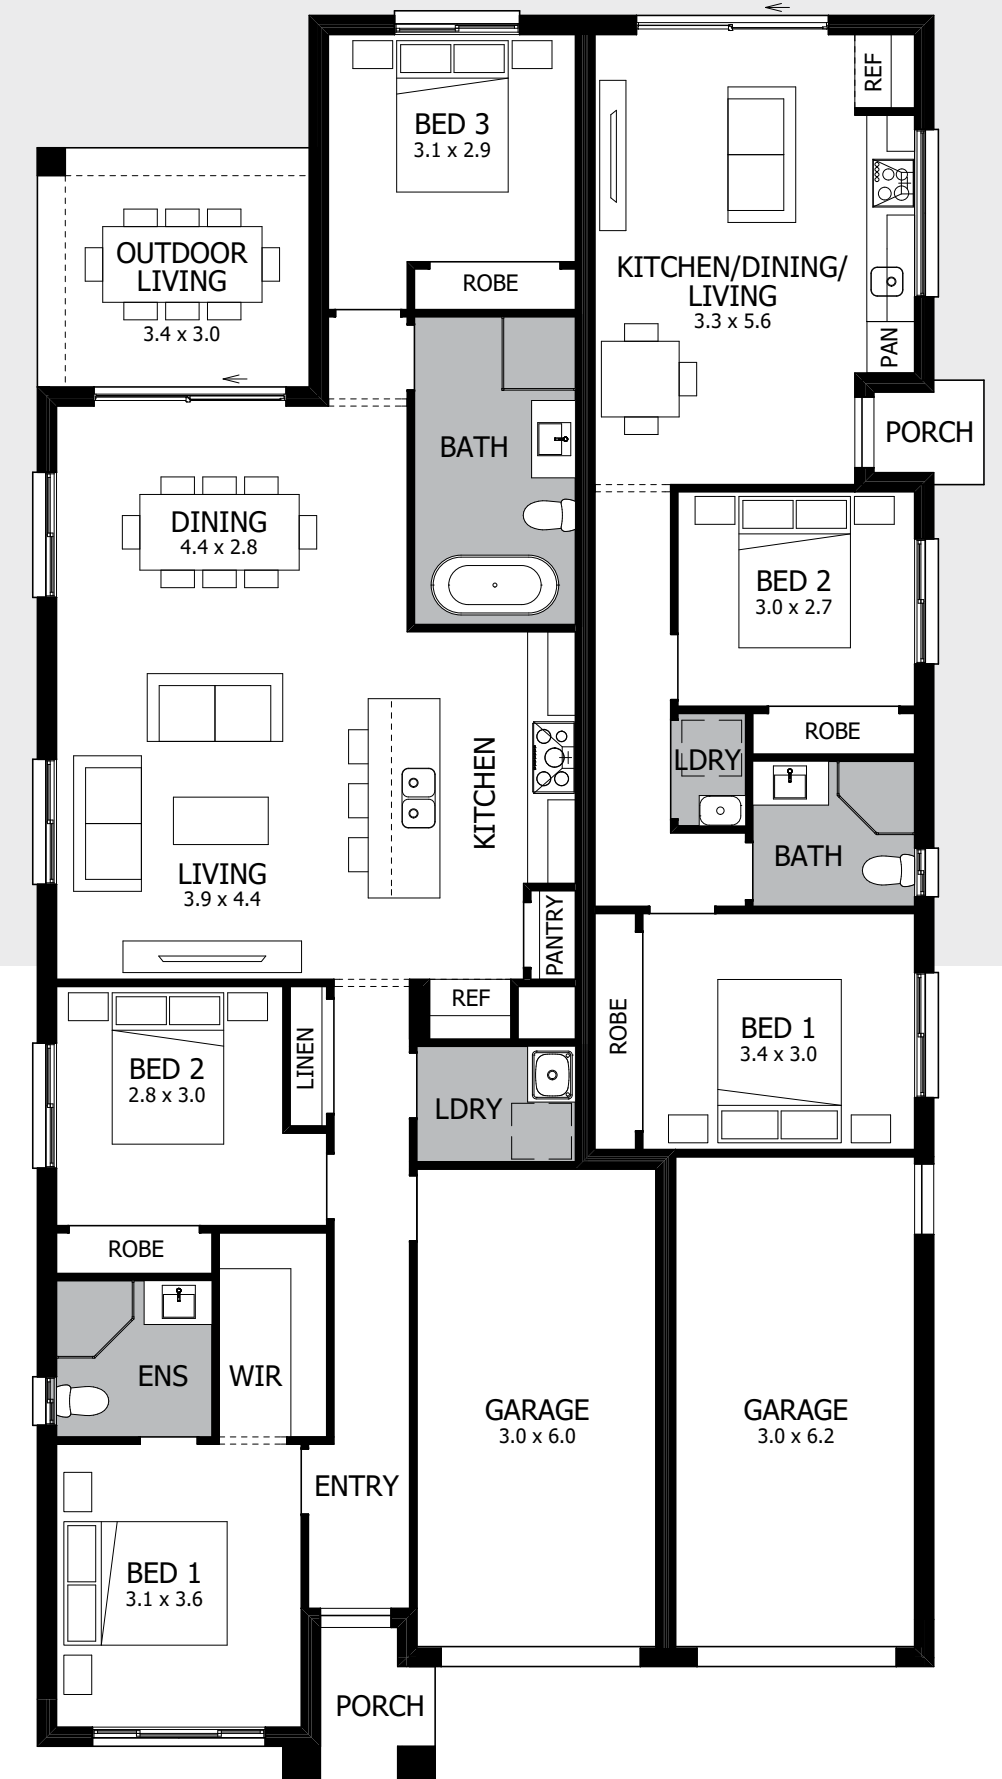 BED 3
3.1 x 2.9
REF
OUTDOOR
LIVING
3.4 x 3.0
ROBE
KITCHEN/DINING/
LIVING
3.3 x 5.6
PAN
PORCH
BATH
DINING
4.4 x 2.8
BED 2
3.0 x 2.7
ROBE
LDRY
KITCHEN
BATH
LIVING
3.9 x 4.4
PANTRY
REF
ROBE
BED 1
3.4 x 3.0
LINEN
BED 2
2.8 x 3.0
LDRY
ROBE
ENS
WIR
GARAGE
3.0 x 6.0
GARAGE
3.0 x 6.2
ENTRY
BED 1
3.1 x 3.6
PORCH